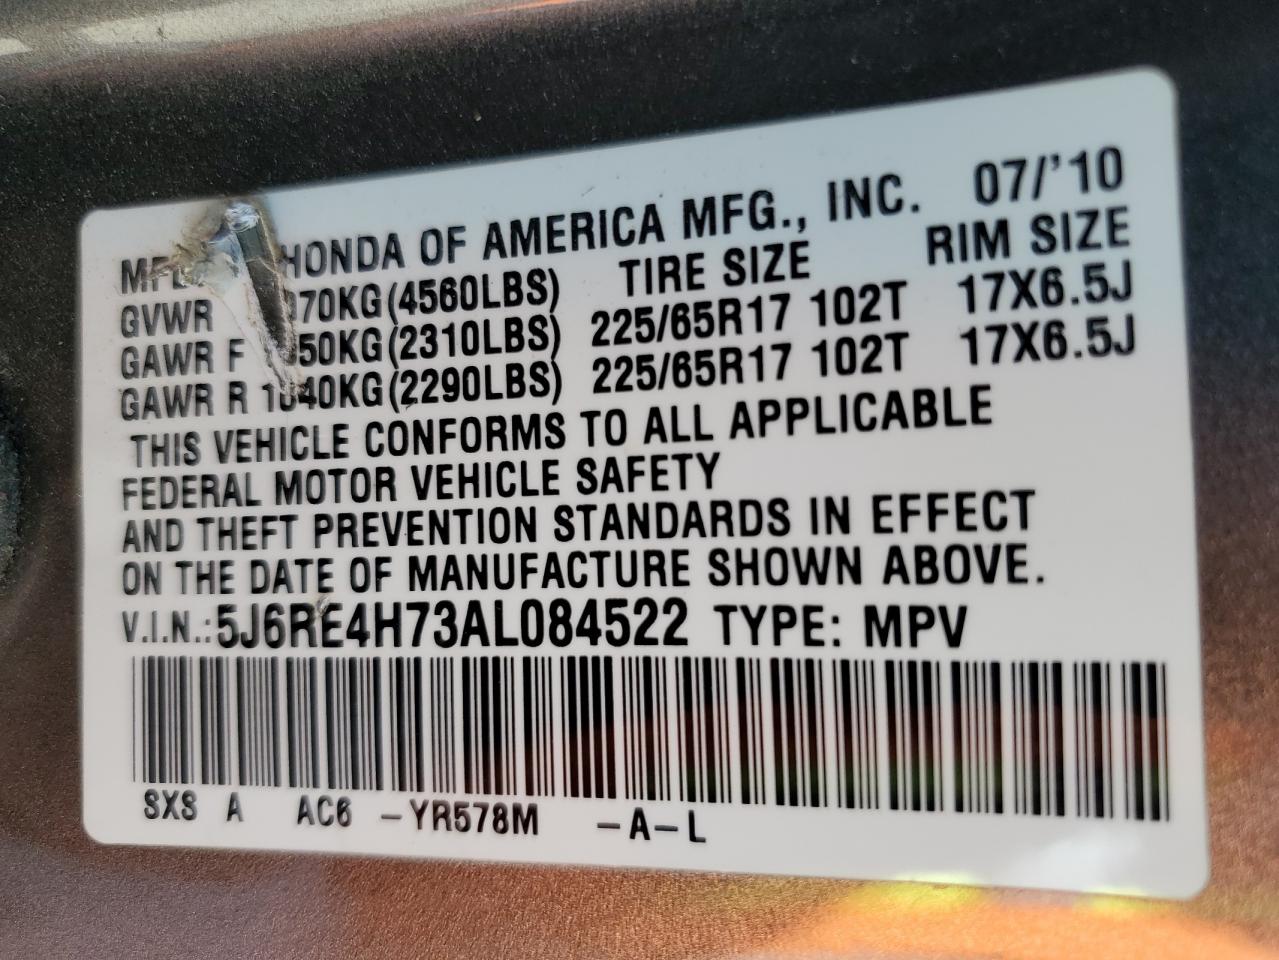 HONDA OF AMERICA MFG., INC. 07/'10
GVWR (4560LBS) TIRE SIZE RIM SIZE
GAWR F (2310LBS) 225/65R17 102T 17X6.5J
GAWR R 1040KG(2290LBS) 225/65R17 102T 17X6.5J
THIS VEHICLE CONFORMS TO ALL APPLICABLE
FEDERAL MOTOR VEHICLE SAFETY
AND THEFT PREVENTION STANDARDS IN EFFECT
ON THE DATE OF MANUFACTURE SHOWN ABOVE.
V.I.N.:5J6RE4H73AL084522 TYPE: MPV
SXS A AC6 -YR578M -A-L